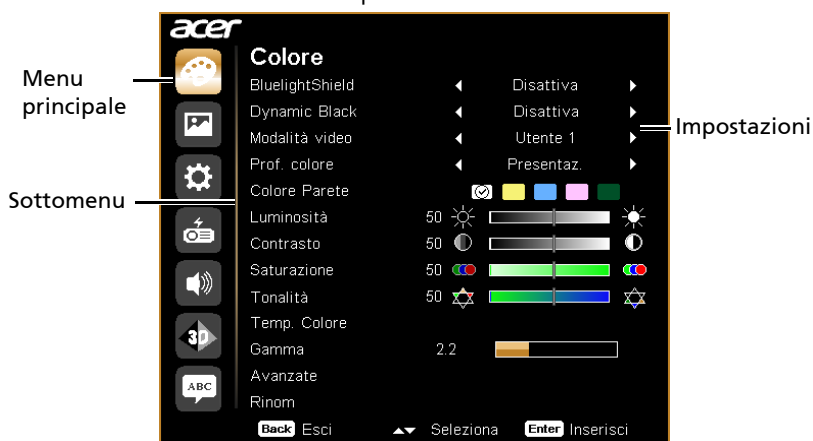 acer
Colore
BluelightShield Disattiva
Dynamic Black Disattiva
Modalità video Utente 1
Prof. colore Presentaz.
Colore Parete
Luminosità 50
Contrasto 50
Saturazione 50
Tonalità 50
Temp. Colore
Gamma 2.2
Avanzate
Rinom
Back Esci Seleziona Enter Inserisci
Menu
principale
Sottomenu
Impostazioni
3D
ABC